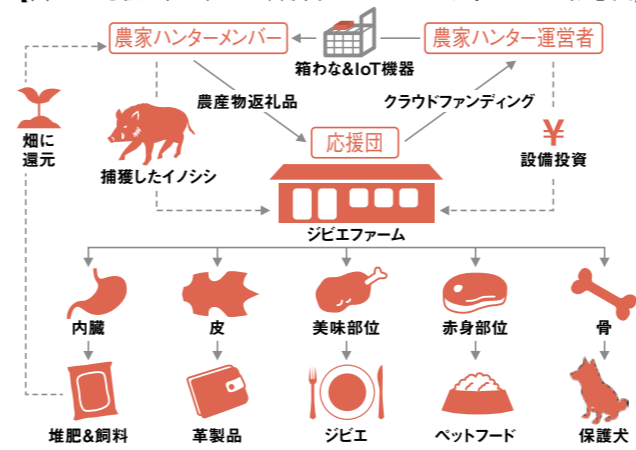 農家ハンターメンバー
農家ハンター運営者
箱わな&IoT機器
農産物返礼品
クラウドファンディング
畑に
還元
応援団
¥
設備投資
捕獲したイノシシ
ジビエファーム
内臓
皮
美味部位
赤身部位
骨
堆肥&飼料
革製品
ジビエ
ペットフード
保護犬